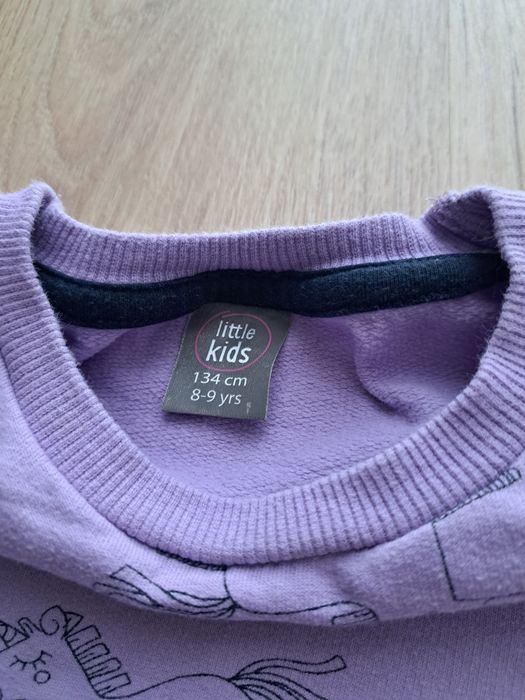 little
kids
134 cm
8-9 yrs